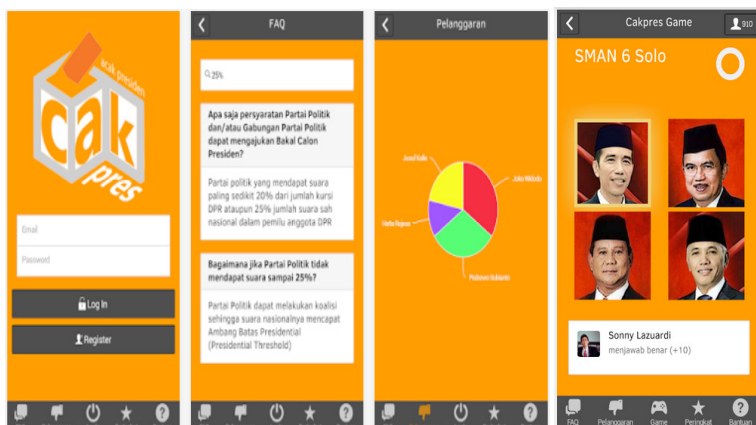 acak presiden
cak
pres
Email
Password
Log In
Register
FAQ
25%
Apa saja persyaratan Partai Politik
dan/atau Gabungan Partai Politik
dapat mengajukan Bakal Calon
Presiden?
Partai politik yang mendapat suara
paling sedikit 20% dari jumlah kursi
DPR ataupun 25% jumlah suara sah
nasional dalam pemilu anggota DPR
Bagaimana jika Partai Politik tidak
mendapat suara sampai 25%?
Partai Politik dapat melakukan koalisi
sehingga suara nasionalnya mencapat
Ambang Batas Presidential
(Presidential Threshold)
Pelanggaran
Jusuf Kalla
Joko Widodo
Hatta Rajasa
Prabowo Subianto
Cakpres Game
910
SMAN 6 Solo
Sonny Lazuardi
menjawab benar (+10)
FAQ
Pelanggaran
Game
Peringkat
Bantuan